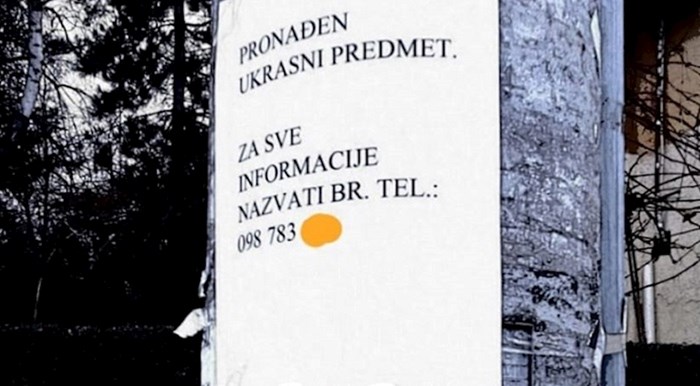 PRONAĐEN
UKRASNI PREDMET.
ZA SVE
INFORMACIJE
NAZVATI BR. TEL.:
098 783